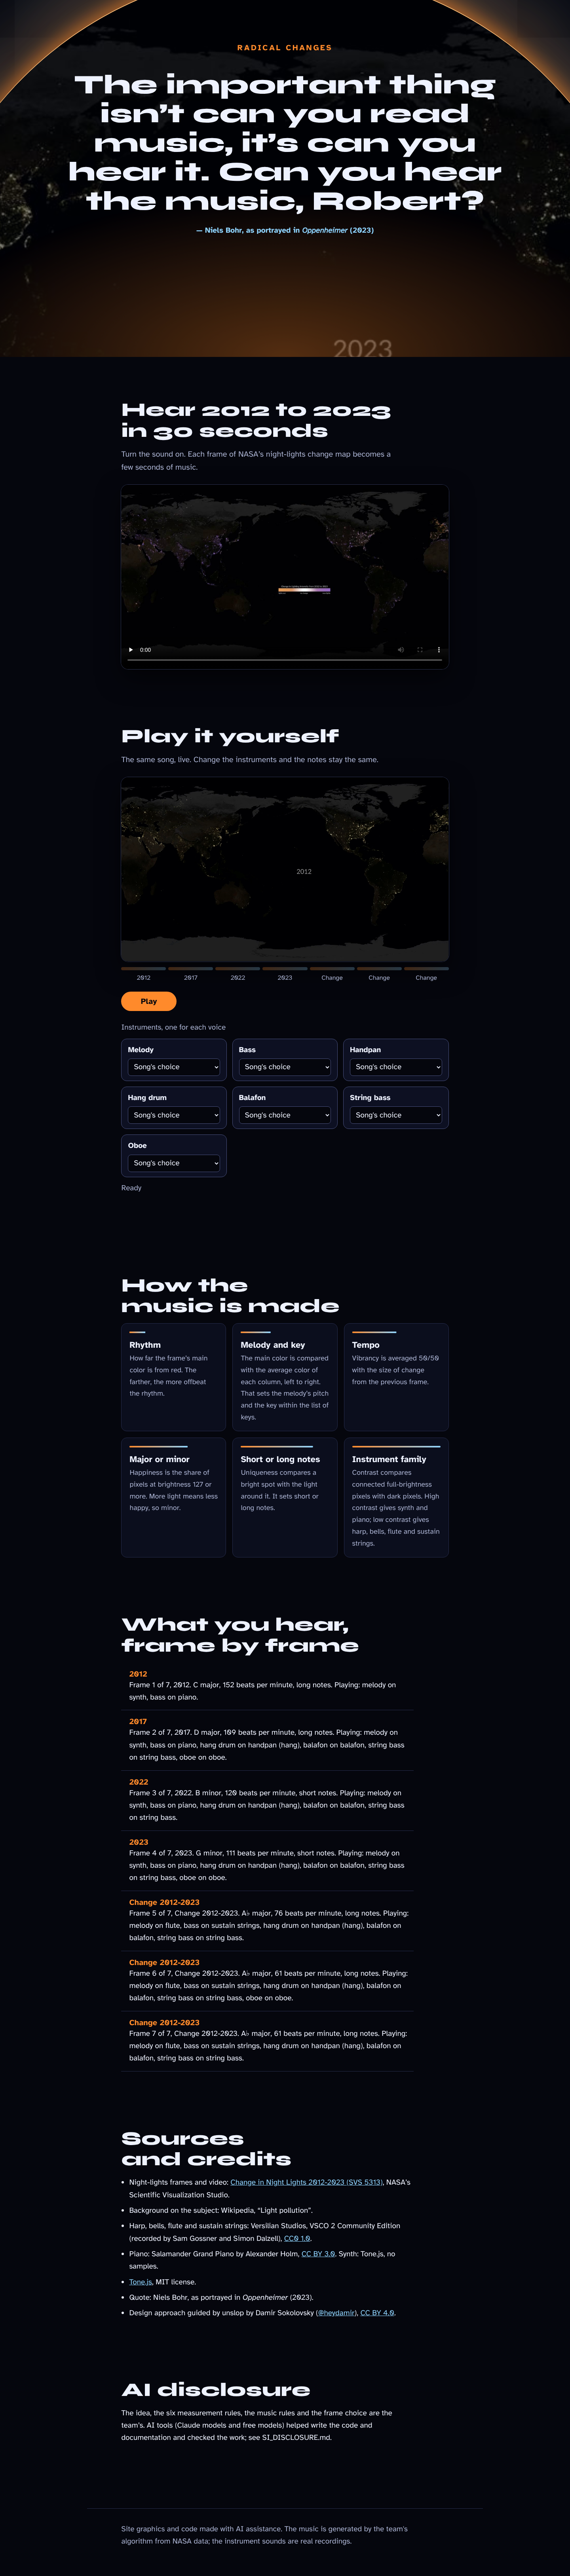 RADICAL CHANGES
The important thing
isn’t can you read
music, it’s can you
hear it. Can you hear
the music, Robert?
— Niels Bohr, as portrayed in Oppenheimer (2023)
2023
Hear 2012 to 2023
in 30 seconds
Turn the sound on. Each frame of NASA’s night-lights change map becomes a
few seconds of music.
0:00
Play it yourself
The same song, live. Change the instruments and the notes stay the same.
2012
2012 2017 2022 2023 Change Change Change
Play
Instruments, one for each voice
Melody Bass Handpan
Song’s choice Song’s choice Song’s choice
Hang drum Balafon String bass
Song’s choice Song’s choice Song’s choice
Oboe
Song’s choice
Ready
How the
music is made
Rhythm
How far the frame’s main
color is from red. The
farther, the more offbeat
the rhythm.
Melody and key
The main color is compared
with the average color of
each column, left to right.
That sets the melody’s pitch
and the key within the list of
keys.
Tempo
Vibrancy is averaged 50/50
with the size of change
from the previous frame.
Major or minor
Happiness is the share of
pixels at brightness 127 or
more. More light means less
happy, so minor.
Short or long notes
Uniqueness compares a
bright spot with the light
around it. It sets short or
long notes.
Instrument family
Contrast compares
connected full-brightness
pixels with dark pixels. High
contrast gives synth and
piano; low contrast gives
harp, bells, flute and sustain
strings.
What you hear,
frame by frame
2012
Frame 1 of 7, 2012. C major, 152 beats per minute, long notes. Playing: melody on
synth, bass on piano.
2017
Frame 2 of 7, 2017. D major, 109 beats per minute, long notes. Playing: melody on
synth, bass on piano, hang drum on handpan (hang), balafon on balafon, string bass
on string bass, oboe on oboe.
2022
Frame 3 of 7, 2022. B minor, 120 beats per minute, short notes. Playing: melody on
synth, bass on piano, hang drum on handpan (hang), balafon on balafon, string bass
on string bass.
2023
Frame 4 of 7, 2023. G minor, 111 beats per minute, short notes. Playing: melody on
synth, bass on piano, hang drum on handpan (hang), balafon on balafon, string bass
on string bass, oboe on oboe.
Change 2012-2023
Frame 5 of 7, Change 2012-2023. A♭ major, 76 beats per minute, long notes. Playing:
melody on flute, bass on sustain strings, hang drum on handpan (hang), balafon on
balafon, string bass on string bass.
Change 2012-2023
Frame 6 of 7, Change 2012-2023. A♭ major, 61 beats per minute, long notes. Playing:
melody on flute, bass on sustain strings, hang drum on handpan (hang), balafon on
balafon, string bass on string bass, oboe on oboe.
Change 2012-2023
Frame 7 of 7, Change 2012-2023. A♭ major, 61 beats per minute, long notes. Playing:
melody on flute, bass on sustain strings, hang drum on handpan (hang), balafon on
balafon, string bass on string bass.
Sources
and credits
Night-lights frames and video: Change in Night Lights 2012-2023 (SVS 5313), NASA’s
Scientific Visualization Studio.
Background on the subject: Wikipedia, “Light pollution”.
Harp, bells, flute and sustain strings: Versilian Studios, VSCO 2 Community Edition
(recorded by Sam Gossner and Simon Dalzell), CC0 1.0.
Piano: Salamander Grand Piano by Alexander Holm, CC BY 3.0. Synth: Tone.js, no
samples.
Tone.js, MIT license.
Quote: Niels Bohr, as portrayed in Oppenheimer (2023).
Design approach guided by unslop by Damir Sokolovsky (@heydamir), CC BY 4.0.
AI disclosure
The idea, the six measurement rules, the music rules and the frame choice are the
team’s. AI tools (Claude models and free models) helped write the code and
documentation and checked the work; see SI_DISCLOSURE.md.
Site graphics and code made with AI assistance. The music is generated by the team’s
algorithm from NASA data; the instrument sounds are real recordings.